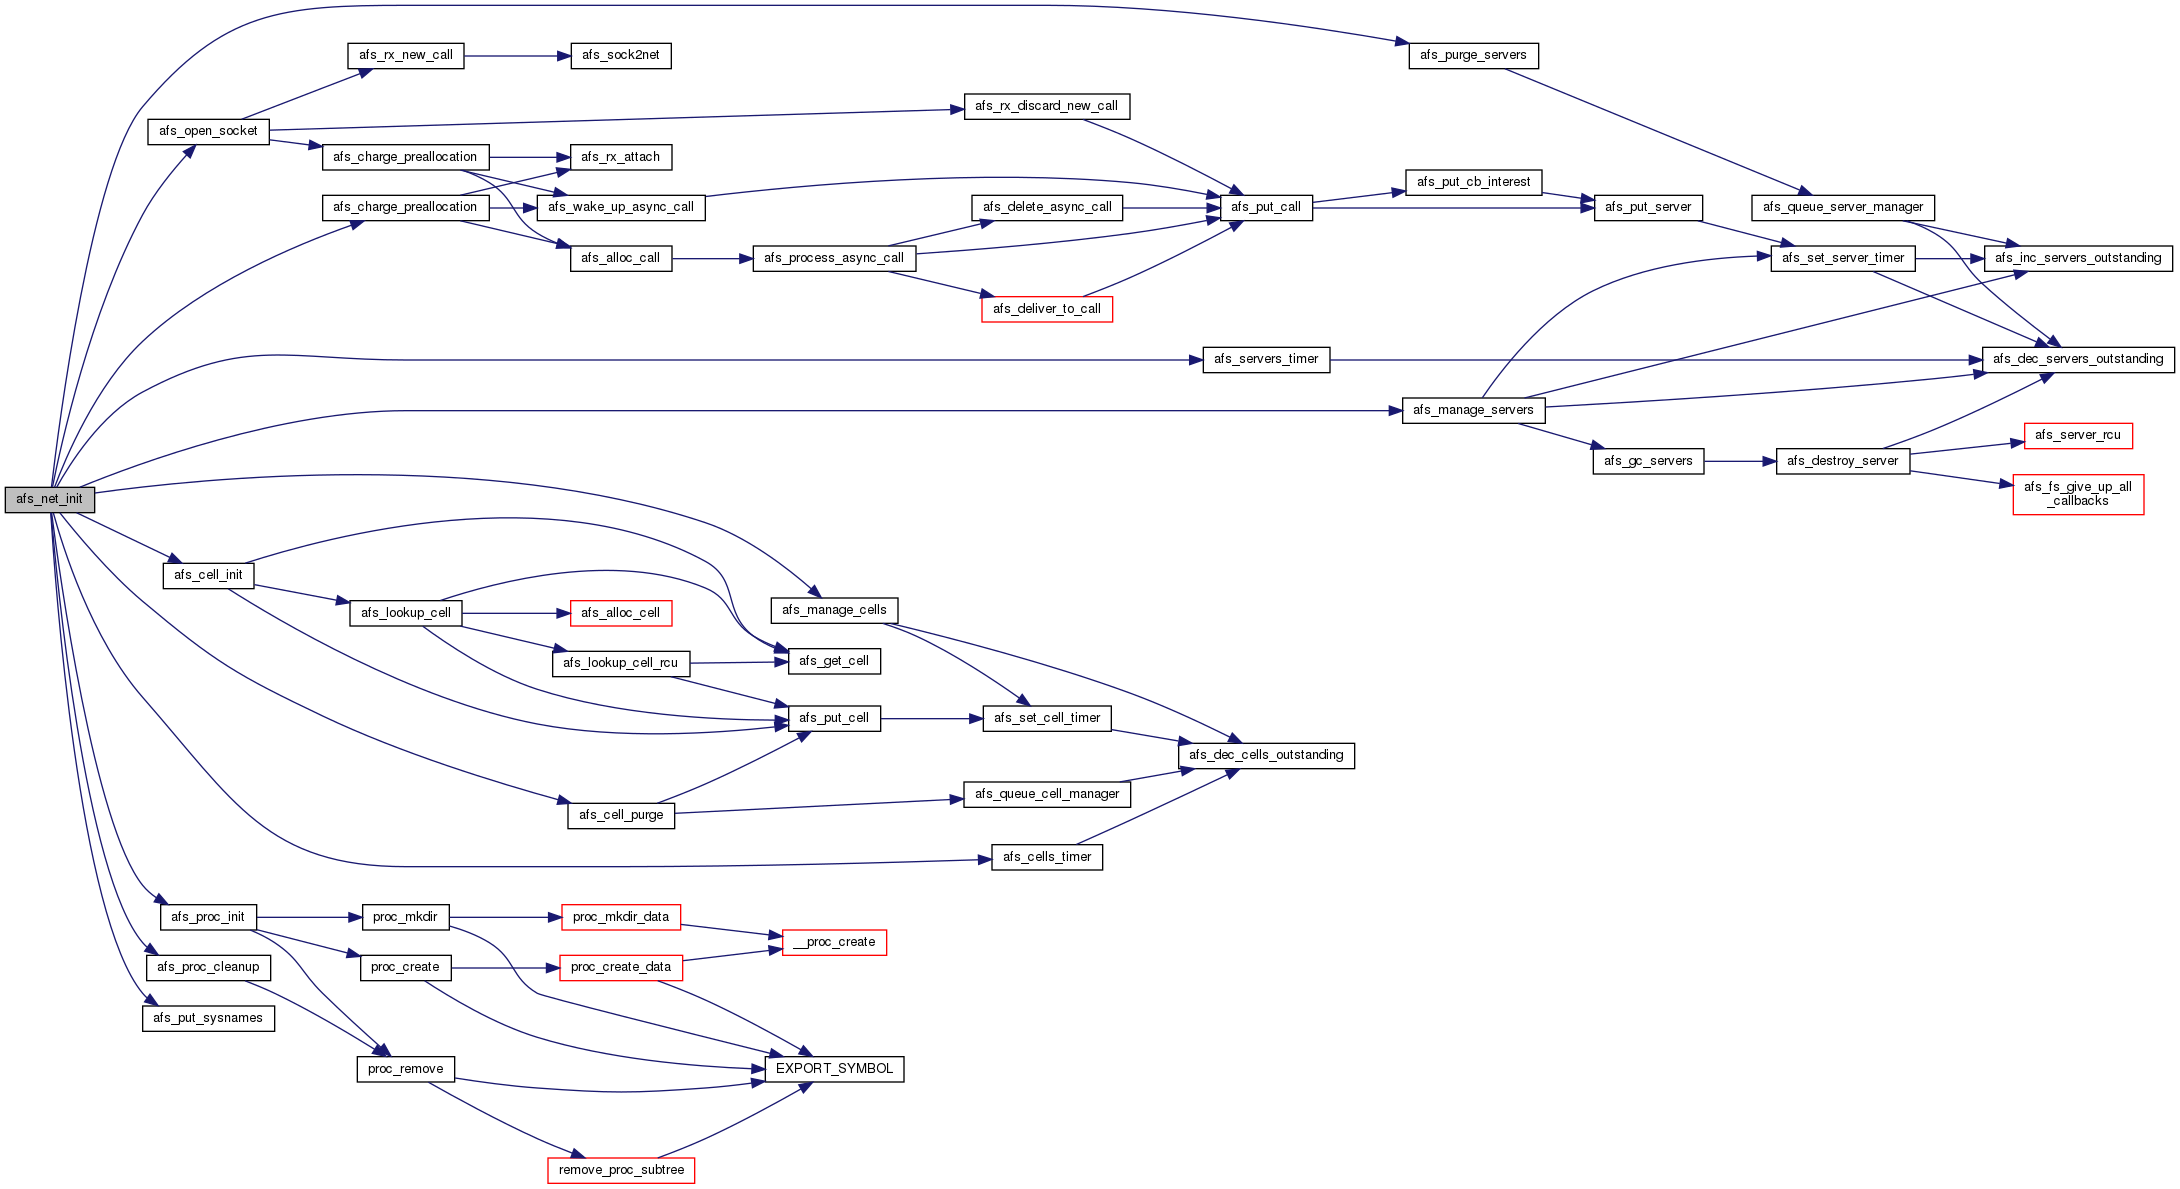 afs_purge_servers
afs_rx_new_call
afs_sock2net
afs_rx_discard_new_call
afs_open_socket
afs_charge_preallocation
afs_rx_attach
afs_put_cb_interest
afs_charge_preallocation
afs_wake_up_async_call
afs_delete_async_call
afs_put_call
afs_put_server
afs_queue_server_manager
afs_alloc_call
afs_process_async_call
afs_set_server_timer
afs_inc_servers_outstanding
afs_deliver_to_call
afs_servers_timer
afs_dec_servers_outstanding
afs_manage_servers
afs_server_rcu
afs_gc_servers
afs_destroy_server
afs_fs_give_up_all
_callbacks
afs_net_init
afs_cell_init
afs_lookup_cell
afs_alloc_cell
afs_manage_cells
afs_lookup_cell_rcu
afs_get_cell
afs_put_cell
afs_set_cell_timer
afs_dec_cells_outstanding
afs_queue_cell_manager
afs_cell_purge
afs_cells_timer
afs_proc_init
proc_mkdir
proc_mkdir_data
__proc_create
afs_proc_cleanup
proc_create
proc_create_data
afs_put_sysnames
proc_remove
EXPORT_SYMBOL
remove_proc_subtree